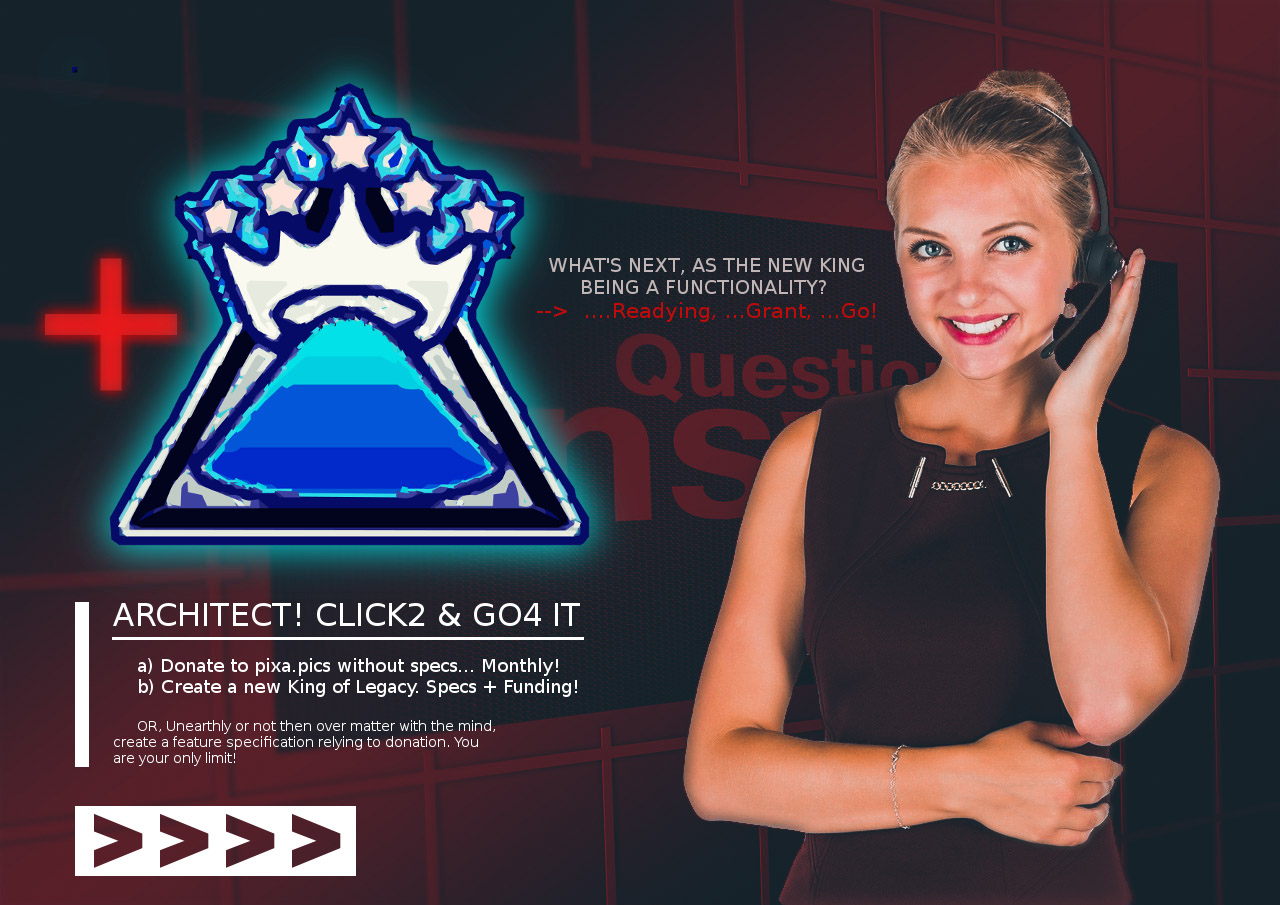 WHAT'S NEXT, AS THE NEW KING
BEING A FUNCTIONALITY?
--> ....Readying, ...Grant, ...Go!
Question
ARCHITECT! CLICK2 & GO4 IT
a) Donate to pixa.pics without specs... Monthly!
b) Create a new King of Legacy. Specs + Funding!
OR, Unearthly or not then over matter with the mind,
create a feature specification relying to donation. You
are your only limit!
>>>>